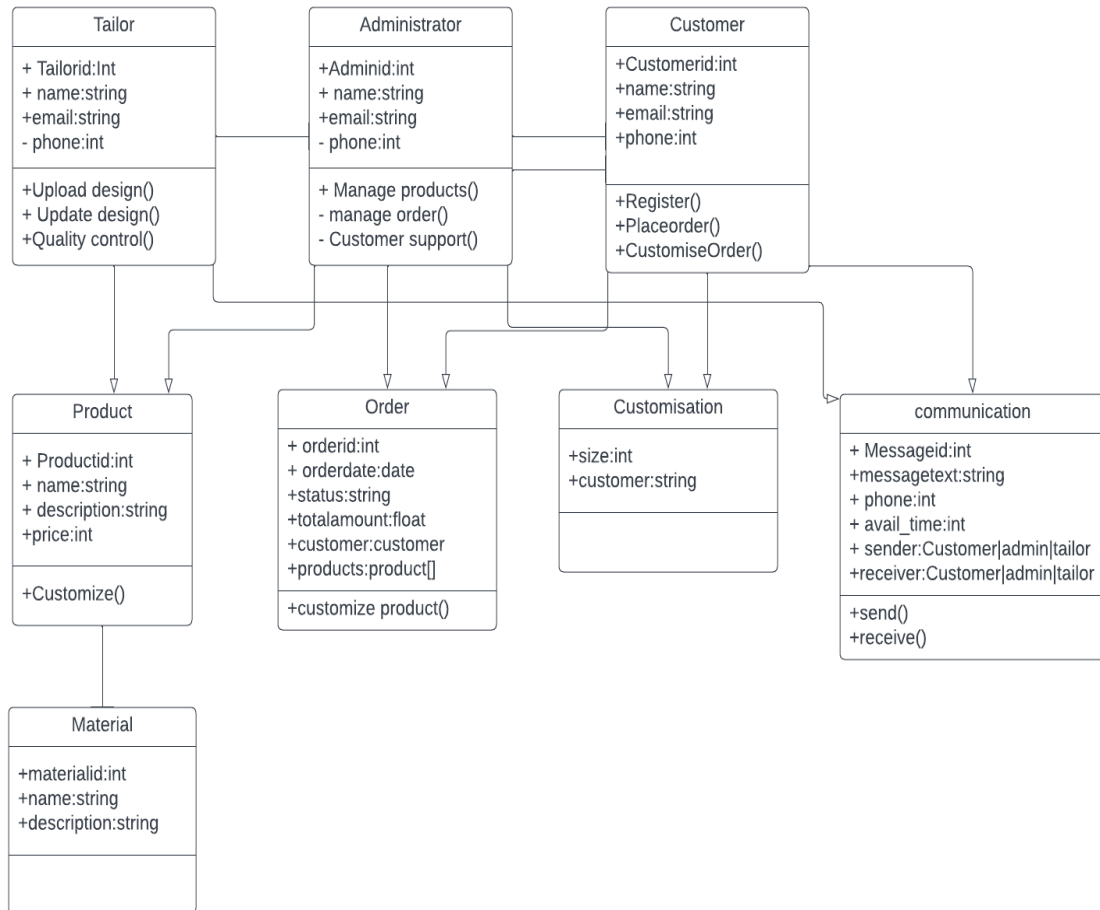 Tailor
+ Tailorid:Int
+ name:string
+email:string
- phone:int
+Upload design()
+ Update design()
+Quality control()
Administrator
+Adminid:int
+ name:string
+email:string
- phone:int
+ Manage products()
- manage order()
- Customer support()
Customer
+Customerid:int
+name:string
+email:string
+phone:int
+Register()
+Placeorder()
+CustomiseOrder()
Product
+ Productid:int
+ name:string
+ description:string
+price:int
+Customize()
Order
+ orderid:int
+ orderdate:date
+status:string
+totalamount:float
+customer:customer
+products:product[]
+customize product()
Customisation
+size:int
+customer:string
communication
+ Messageid:int
+messagetext:string
+ phone:int
+ avail_time:int
+ sender:Customer|admin|tailor
+receiver:Customer|admin|tailor
+send()
+receive()
Material
+materialid:int
+name:string
+description:string